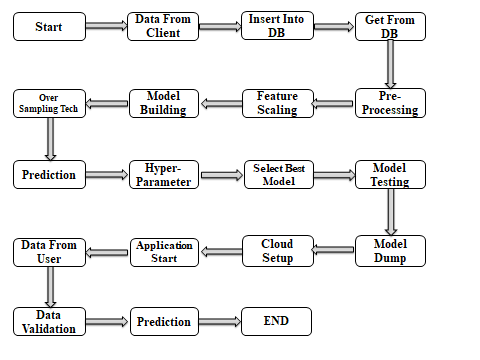 Start
Data From
Client
Insert Into
DB
Get From
DB
Over
Sampling Tech
Model
Building
Feature
Scaling
Pre-
Processing
Prediction
Hyper-
Parameter
Select Best
Model
Model
Testing
Data From
User
Application
Start
Cloud
Setup
Model
Dump
Data
Validation
Prediction
END